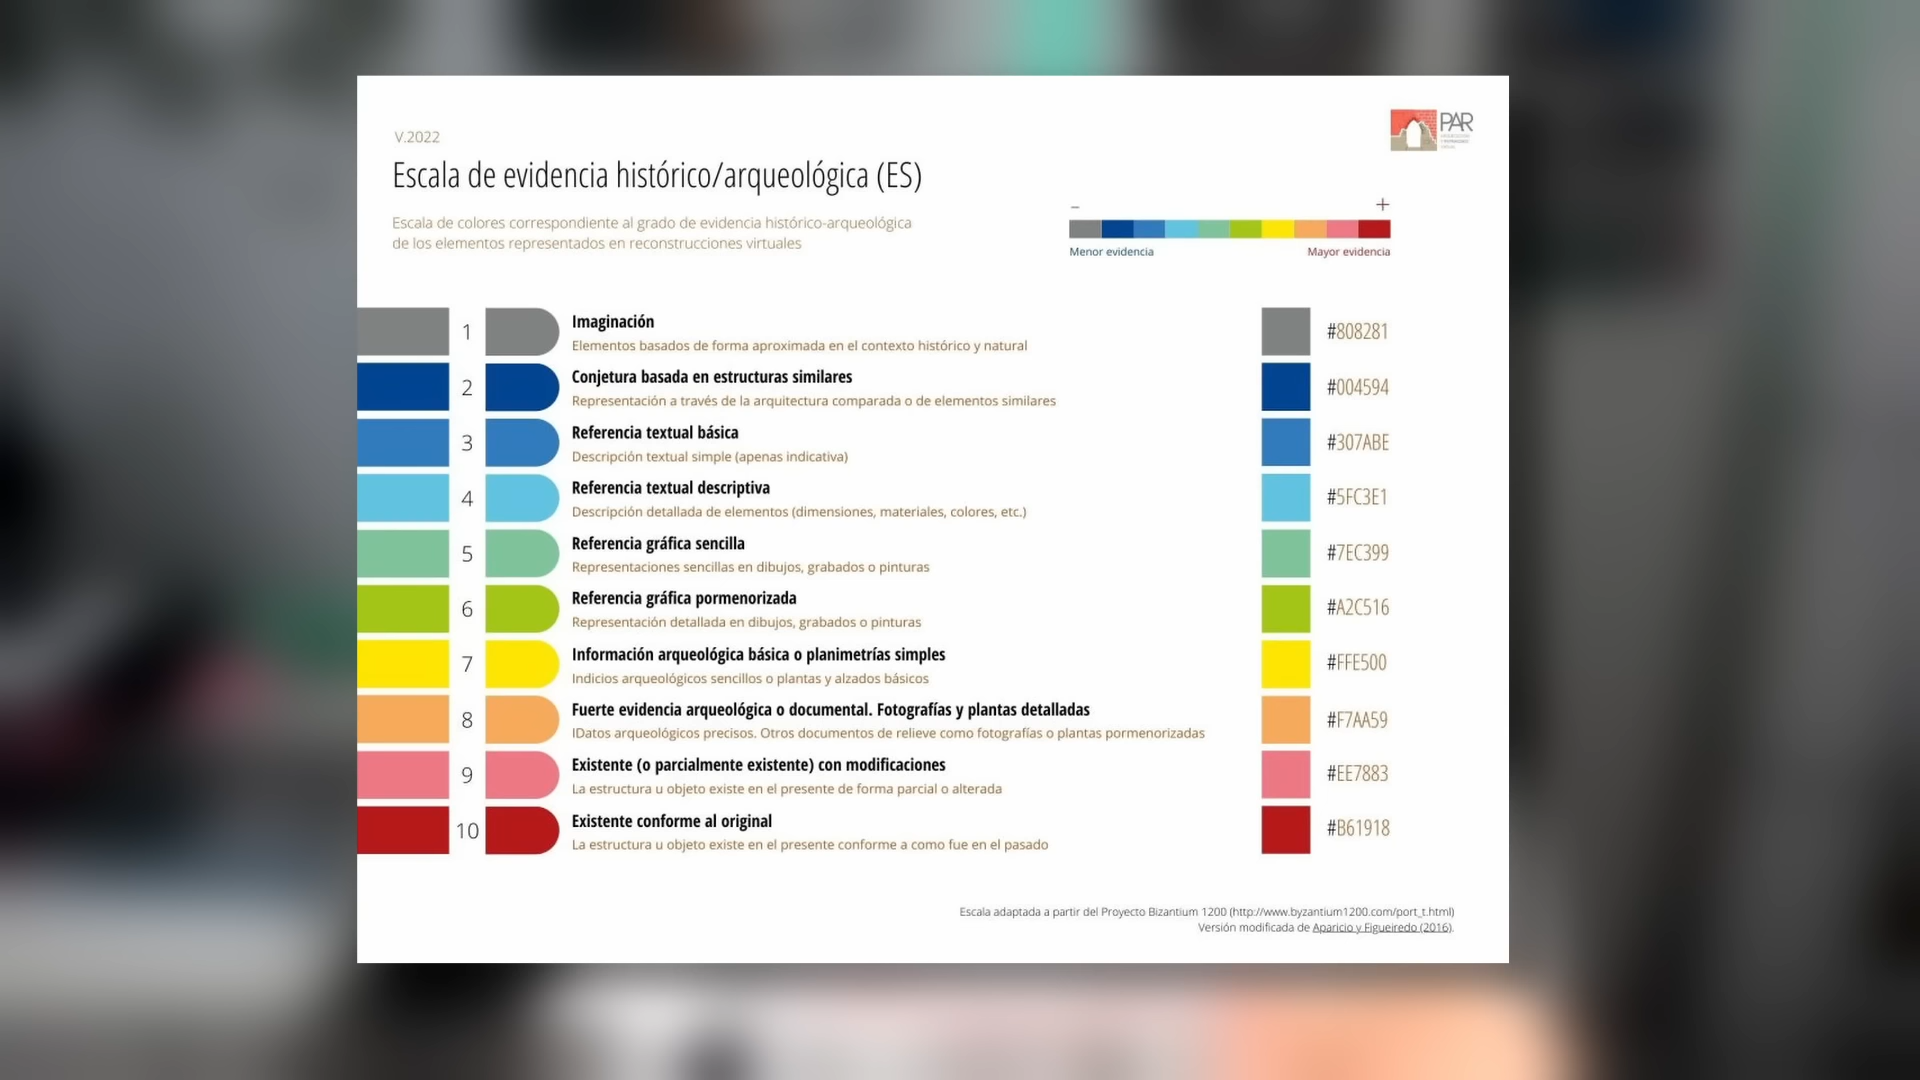 V.2022
PAR
Escala de evidencia histórico/arqueológica (ES)
Escala de colores correspondiente al grado de evidencia histórico-arqueológica
de los elementos representados en reconstrucciones virtuales
– +
Menor evidencia Mayor evidencia
1 Imaginación #808281
Elementos basados de forma aproximada en el contexto histórico y natural
2 Conjetura basada en estructuras similares #004594
Representación a través de la arquitectura comparada o de elementos similares
3 Referencia textual básica #307ABE
Descripción textual simple (apenas indicativa)
4 Referencia textual descriptiva #5FC3E1
Descripción detallada de elementos (dimensiones, materiales, colores, etc.)
5 Referencia gráfica sencilla #7EC399
Representaciones sencillas en dibujos, grabados o pinturas
6 Referencia gráfica pormenorizada #A2C516
Representación detallada en dibujos, grabados o pinturas
7 Información arqueológica básica o planimetrías simples #FFE500
Indicios arqueológicos sencillos o plantas y alzados básicos
8 Fuerte evidencia arqueológica o documental. Fotografías y plantas detalladas #F7AA59
IDatos arqueológicos precisos. Otros documentos de relieve como fotografías o plantas pormenorizadas
9 Existente (o parcialmente existente) con modificaciones #EE7883
La estructura u objeto existe en el presente de forma parcial o alterada
10 Existente conforme al original #B61918
La estructura u objeto existe en el presente conforme a como fue en el pasado
Escala adaptada a partir del Proyecto Bizantium 1200 (http://www.byzantium1200.com/port_t.html)
Versión modificada de Aparicio y Figueiredo (2016).